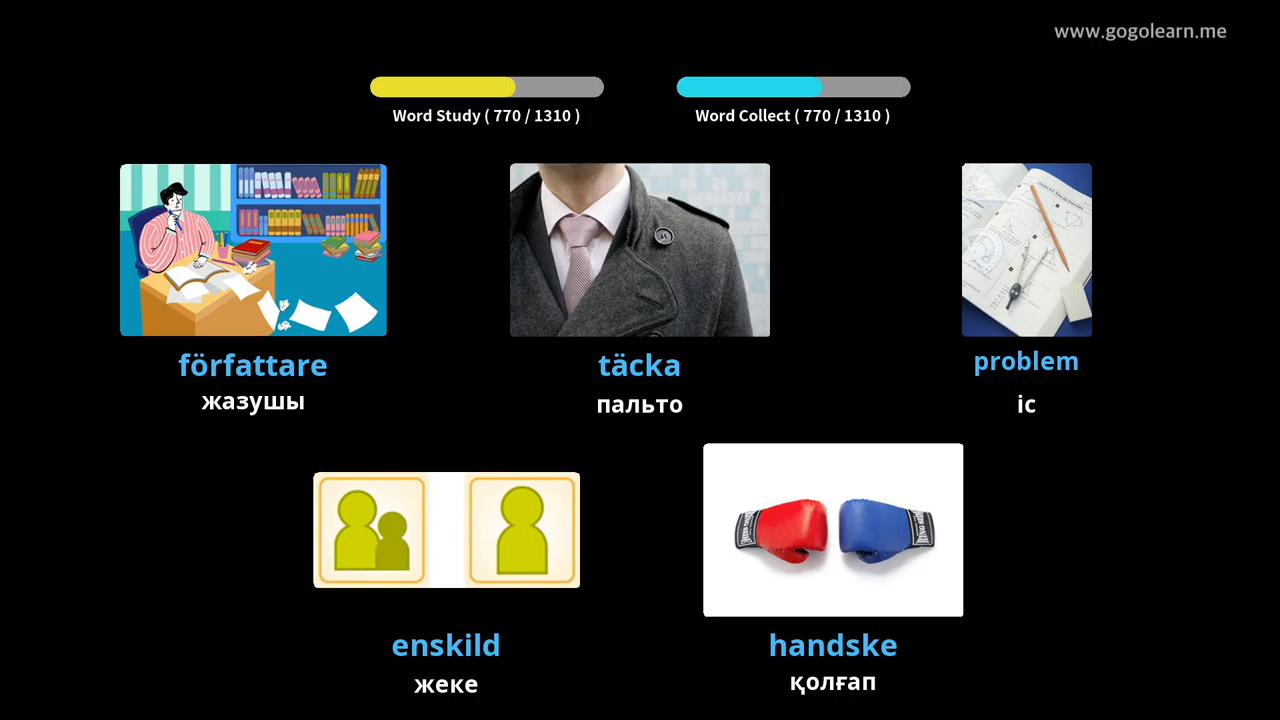 www.gogolearn.me
Word Study ( 770 / 1310 )
Word Collect ( 770 / 1310 )
författare
жазушы
täcka
пальто
problem
іс
enskild
жеке
handske
қолғап